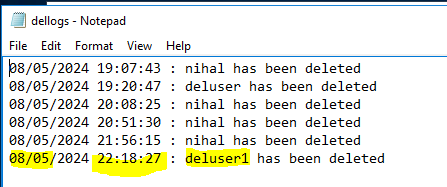 dellogs - Notepad
File Edit Format View Help
08/05/2024 19:07:43 : nihal has been deleted
08/05/2024 19:20:47 : deluser has been deleted
08/05/2024 20:08:25 : nihal has been deleted
08/05/2024 20:51:30 : nihal has been deleted
08/05/2024 21:56:15 : nihal has been deleted
08/05/2024 22:18:27 : deluser1 has been deleted